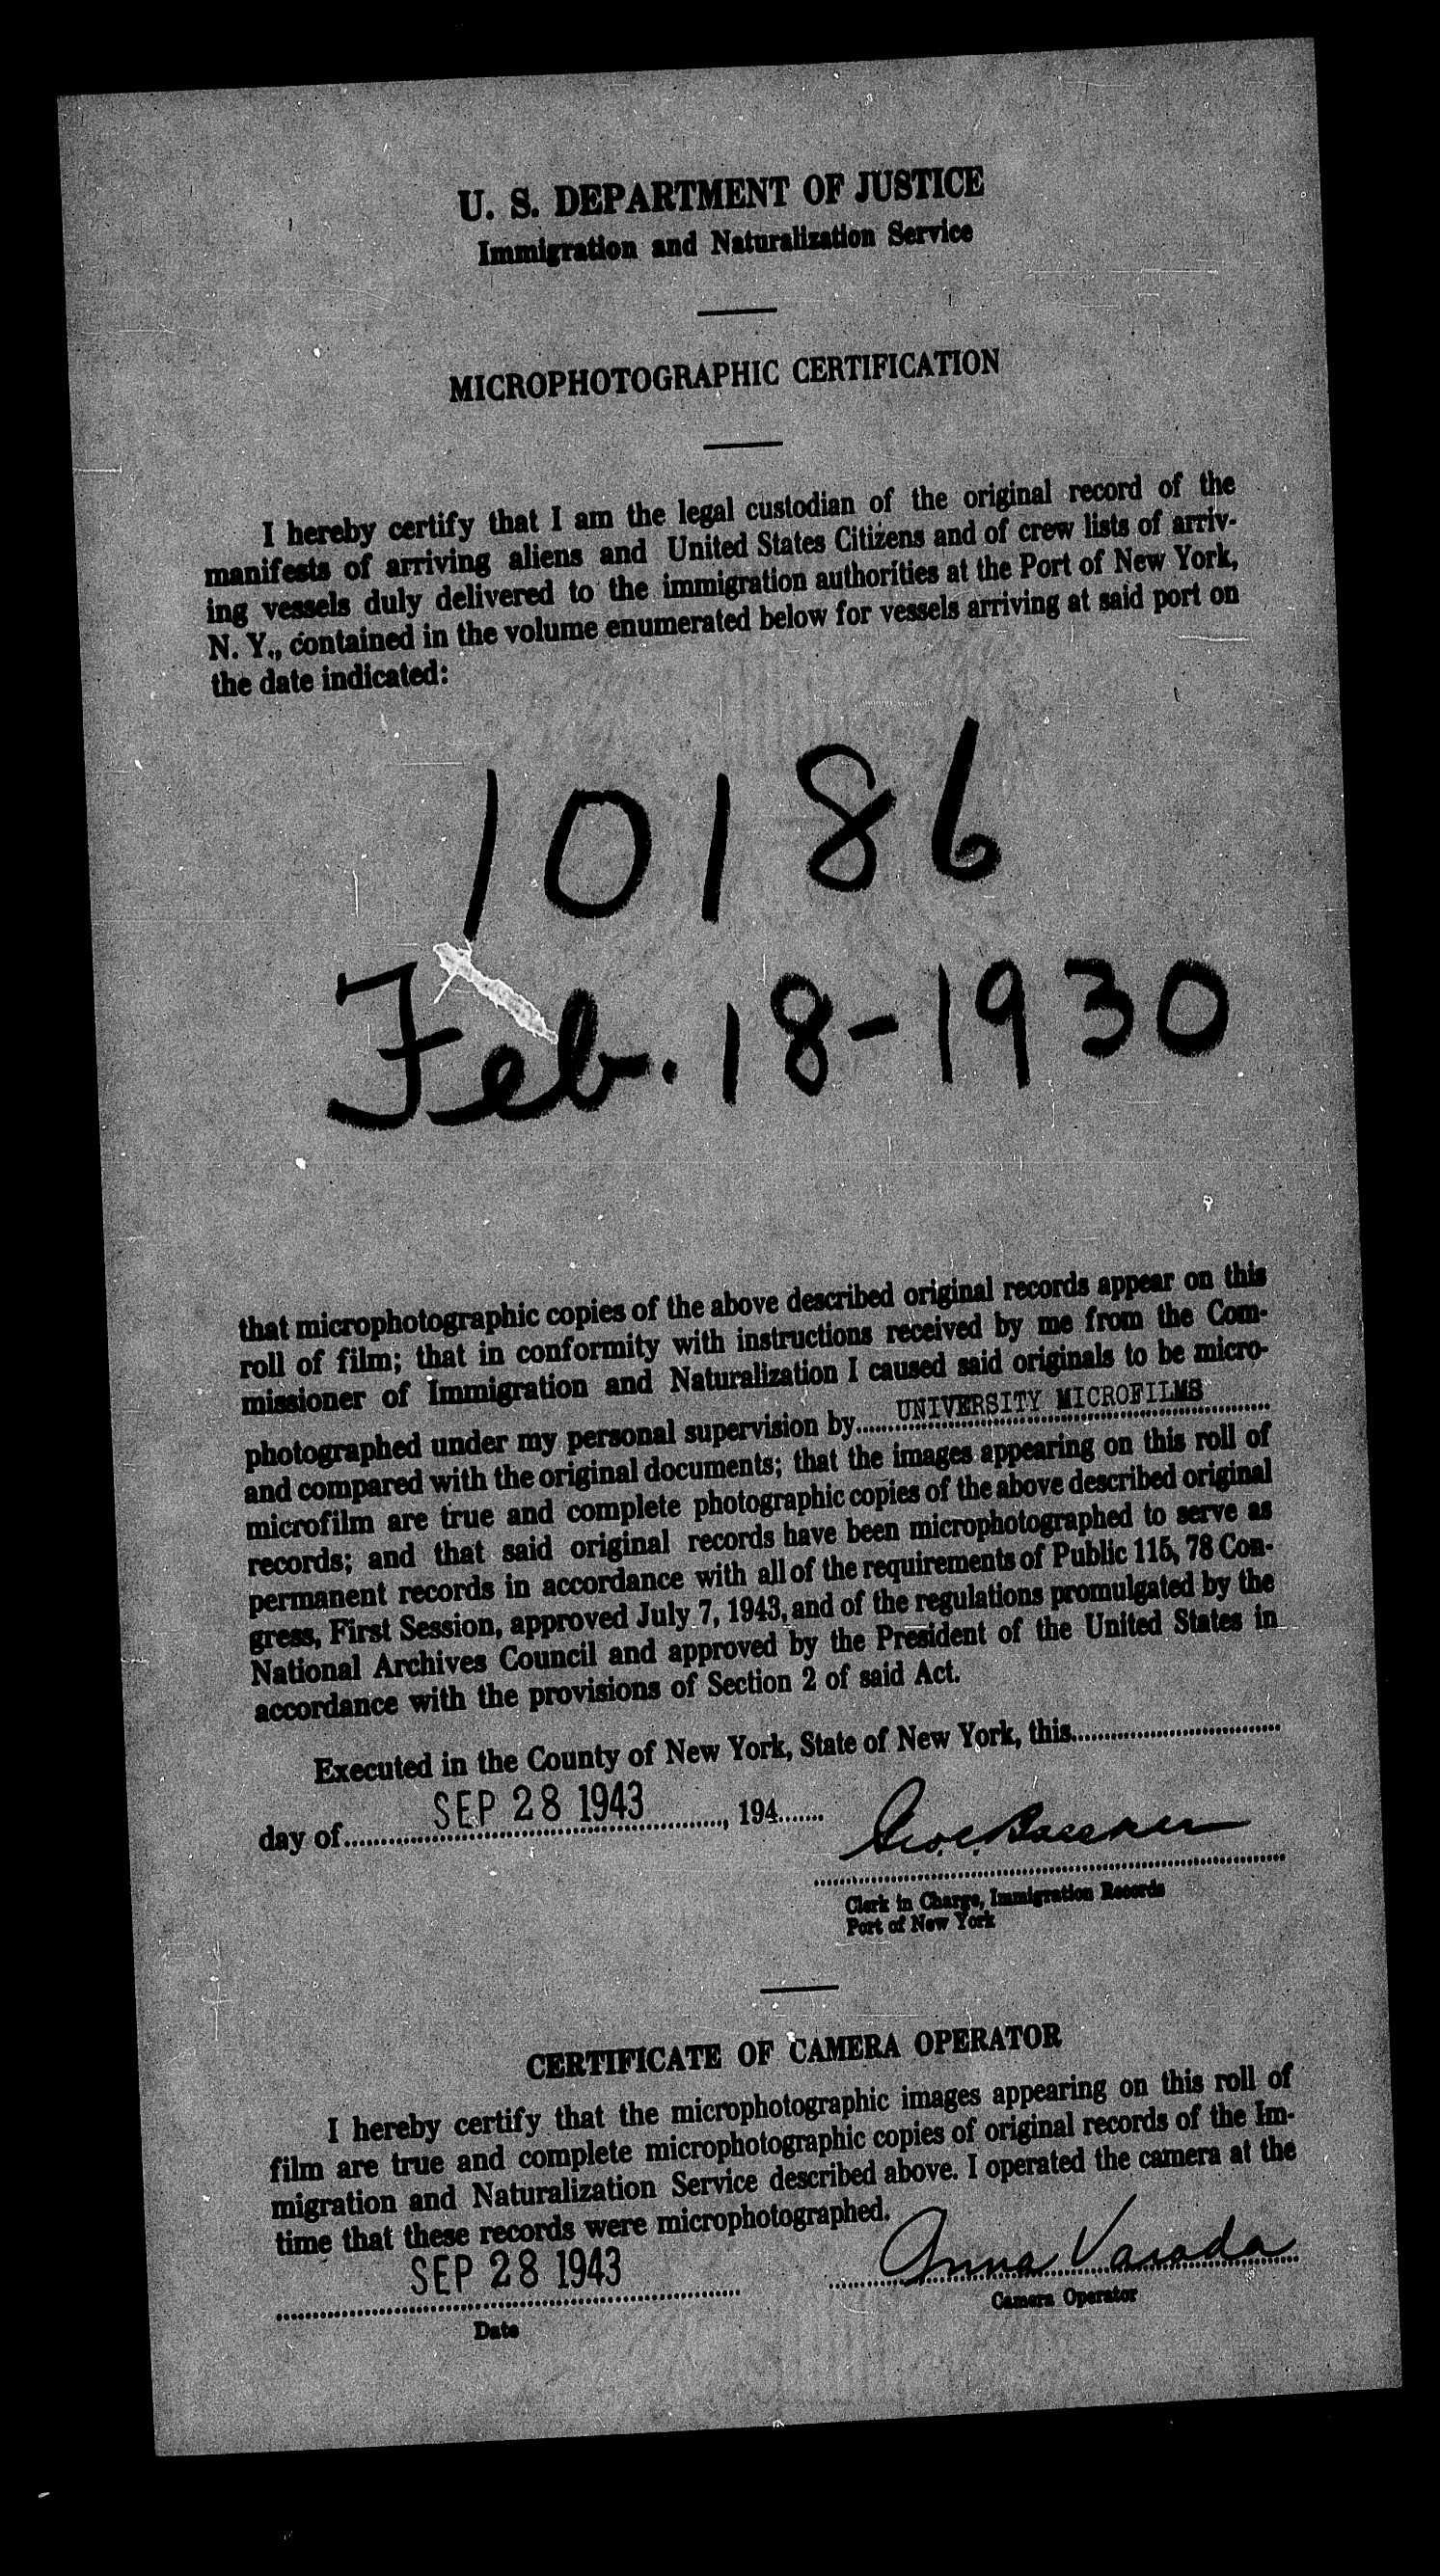 U. S. DEPARTMENT OF JUSTICE
Immigration and Naturalization Service
MICROPHOTOGRAPHIC CERTIFICATION
I hereby certify that I am the legal custodian of the original record of the
manifests of arriving aliens and United States Citizens and of crew lists of arriv-
ing vessels duly delivered to the immigration authorities at the Port of New York,
N. Y., contained in the volume enumerated below for vessels arriving at said port on
the date indicated:
10186
Feb. 18-1930
that microphotographic copies of the above described original records appear on this
roll of film; that in conformity with instructions received by me from the Com-
missioner of Immigration and Naturalization I caused said originals to be micro-
photographed under my personal supervision by UNIVERSITY MICROFILMS
and compared with the original documents; that the images appearing on this roll of
microfilm are true and complete photographic copies of the above described original
records; and that said original records have been microphotographed to serve as
permanent records in accordance with all of the requirements of Public 115, 78 Con-
gress, First Session, approved July 7, 1943, and of the regulations promulgated by the
National Archives Council and approved by the President of the United States in
accordance with the provisions of Section 2 of said Act.
Executed in the County of New York, State of New York, this
day of SEP 28 1943, 194
Clerk in Charge, Immigration Records
Port of New York
CERTIFICATE OF CAMERA OPERATOR
I hereby certify that the microphotographic images appearing on this roll of
film are true and complete microphotographic copies of original records of the Im-
migration and Naturalization Service described above. I operated the camera at the
time that these records were microphotographed.
SEP 28 1943 Anna Varada
Date Camera Operator